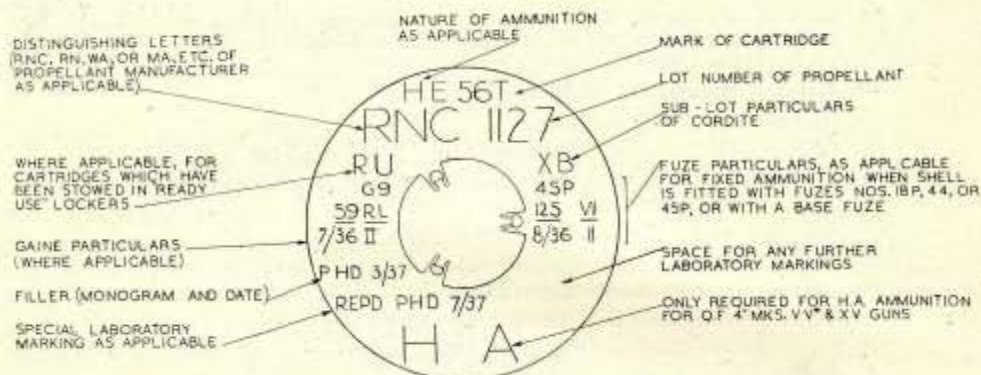 NATURE OF AMMUNITION
AS APPLICABLE
DISTINGUISHING LETTERS
(RNC, RN, WA, OR MA, ETC. OF
PROPELLANT MANUFACTURER
AS APPLICABLE)
MARK OF CARTRIDGE
LOT NUMBER OF PROPELLANT
SUB-LOT PARTICULARS
OF CORDITE
WHERE APPLICABLE, FOR
CARTRIDGES WHICH HAVE
BEEN STOWED IN READY
USE LOCKERS
FUZE PARTICULARS, AS APPLICABLE
FOR FIXED AMMUNITION WHEN SHELL
IS FITTED WITH FUZES NOS. 18P, 44, OR
45P, OR WITH A BASE FUZE
GAINE PARTICULARS
(WHERE APPLICABLE)
SPACE FOR ANY FURTHER
LABORATORY MARKINGS
FILLER (MONOGRAM AND DATE)
SPECIAL LABORATORY
MARKING AS APPLICABLE
ONLY REQUIRED FOR H.A. AMMUNITION
FOR Q.F. 4" MKS. V V* & XV GUNS
HE 56T
RNC 1127
RU XB
G9 45P
59 RL 125 VI
7/36 II 8/36 II
PHD 3/37
REPD PHD 7/37
H A